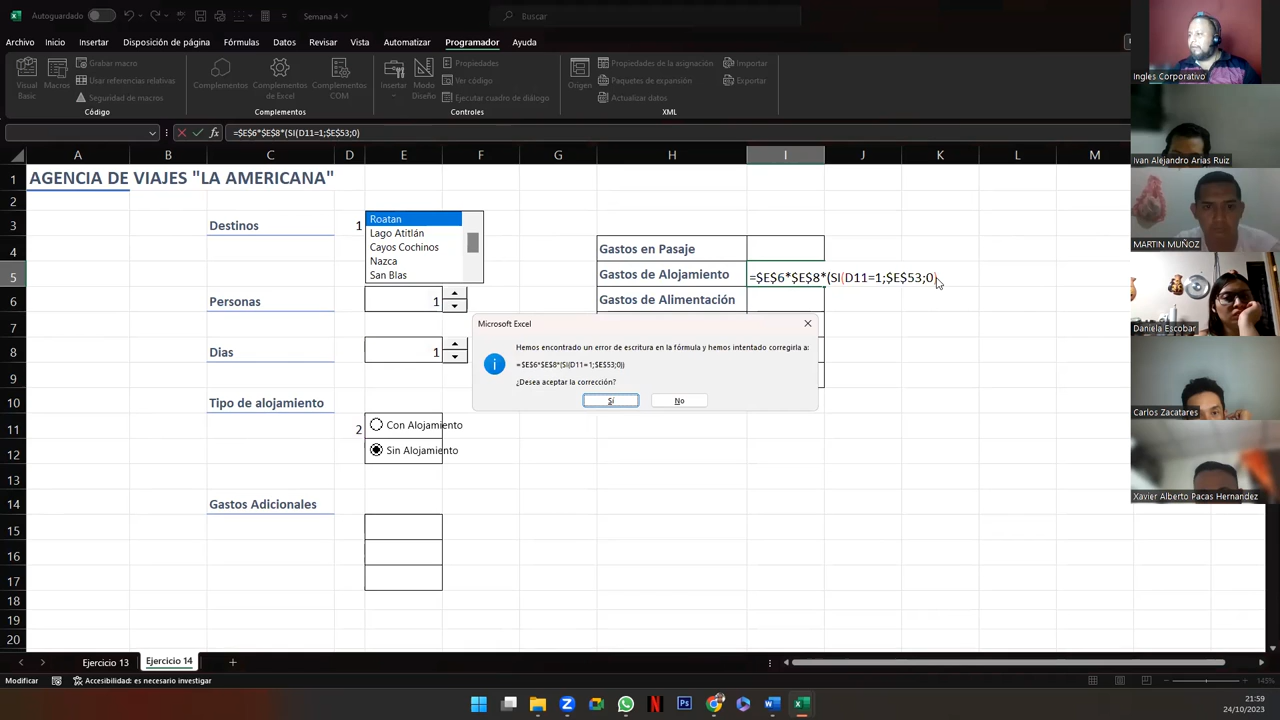 Autoguardado
Semana 4
Buscar
Archivo Inicio Insertar Disposición de página Fórmulas Datos Revisar Vista Automatizar Programador Ayuda
Visual Basic
Macros
Grabar macro
Usar referencias relativas
Seguridad de macros
Código
Complementos
Complementos de Excel
Complementos COM
Complementos
Insertar
Modo Diseño
Propiedades
Ver código
Ejecutar cuadro de diálogo
Controles
Origen
Propiedades de la asignación
Paquetes de expansión
Actualizar datos
Importar
Exportar
XML
=$E$6*$E$8*(SI(D11=1;$E$53;0)
A B C D E F G H I J K L M
1 AGENCIA DE VIAJES "LA AMERICANA"
2
3 Destinos 1 Roatan
Lago Atitlán
Cayos Cochinos
Nazca
San Blas
4 Gastos en Pasaje
5 Gastos de Alojamiento =$E$6*$E$8*(SI(D11=1;$E$53;0)
6 Personas 1 Gastos de Alimentación
7
8 Dias 1
9
10 Tipo de alojamiento
11 2 Con Alojamiento
12 Sin Alojamiento
13
14 Gastos Adicionales
15
16
17
18
19
20
Microsoft Excel
Hemos encontrado un error de escritura en la fórmula y hemos intentado corregirla a:
=$E$6*$E$8*(SI(D11=1;$E$53;0))
¿Desea aceptar la corrección?
Sí No
Ejercicio 13 Ejercicio 14
Modificar Accesibilidad: es necesario investigar
145%
21:59
24/10/2023
Ingles Corporativo
Ivan Alejandro Arias Ruiz
MARTIN MUÑOZ
Daniela Escobar
Carlos Zacatares
Xavier Alberto Pacas Hernandez